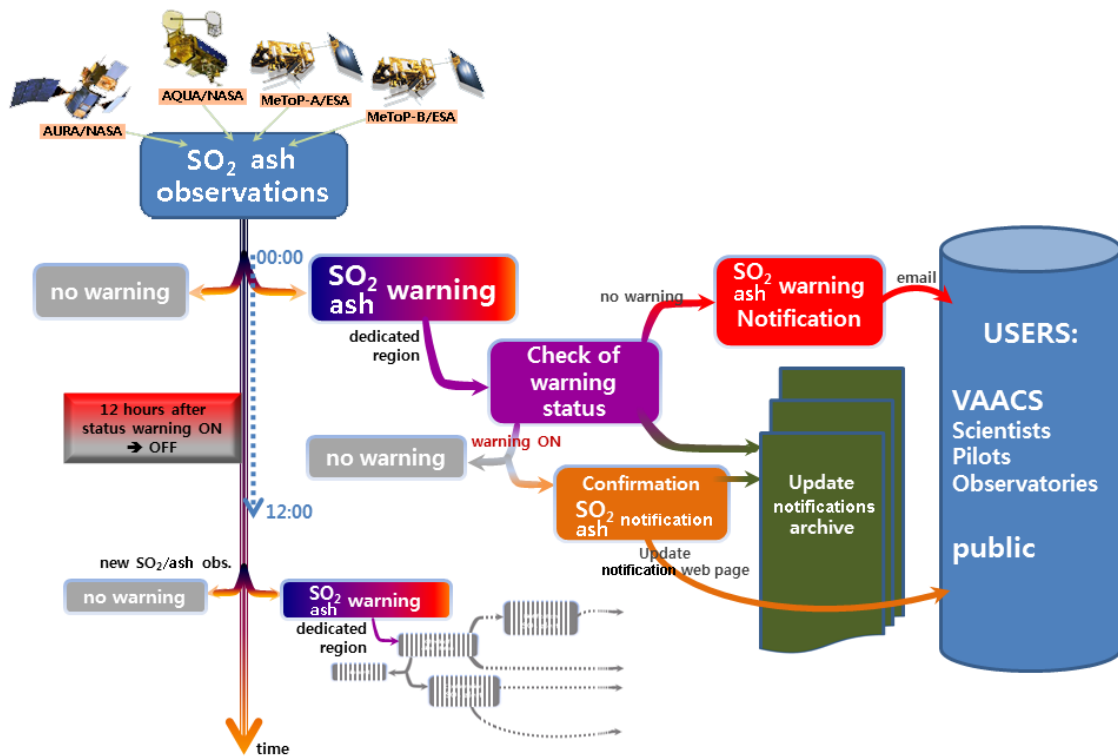 AQUA/NASA
MeToP-A/ESA
MeToP-B/ESA
AURA/NASA
SO₂ ash
observations
00:00
no warning
SO₂
ash warning
dedicated
region
no warning
SO₂
ash warning
Notification
email
Check of
warning
status
USERS:
VAACS
Scientists
Pilots
Observatories
public
12 hours after
status warning ON
➔ OFF
warning ON
no warning
Confirmation
SO₂
ash notification
Update
notifications
archive
12:00
Update
notification web page
new SO₂/ash obs.
no warning
SO₂
ash warning
dedicated
region
time